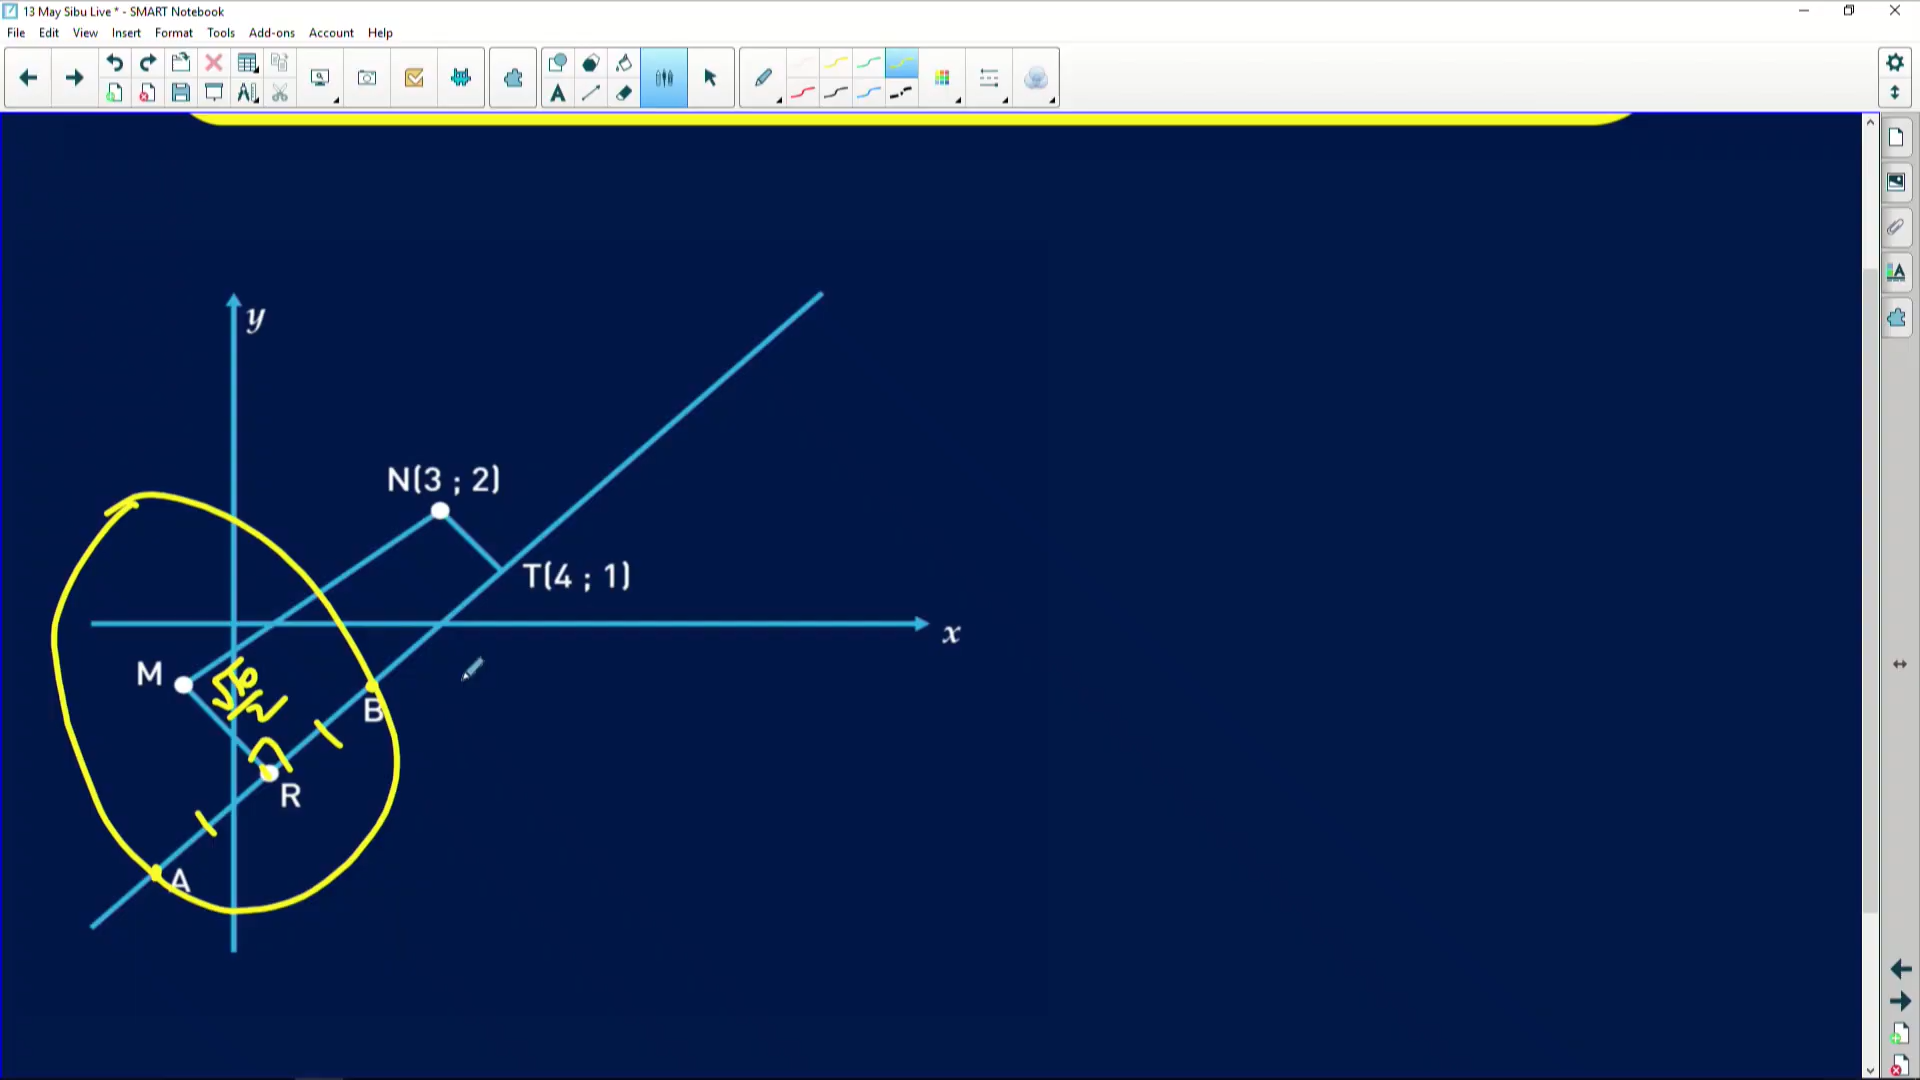 13 May Sibu Live * - SMART Notebook
File Edit View Insert Format Tools Add-ons Account Help
y
N(3 ; 2)
T(4 ; 1)
x
M
B
R
A